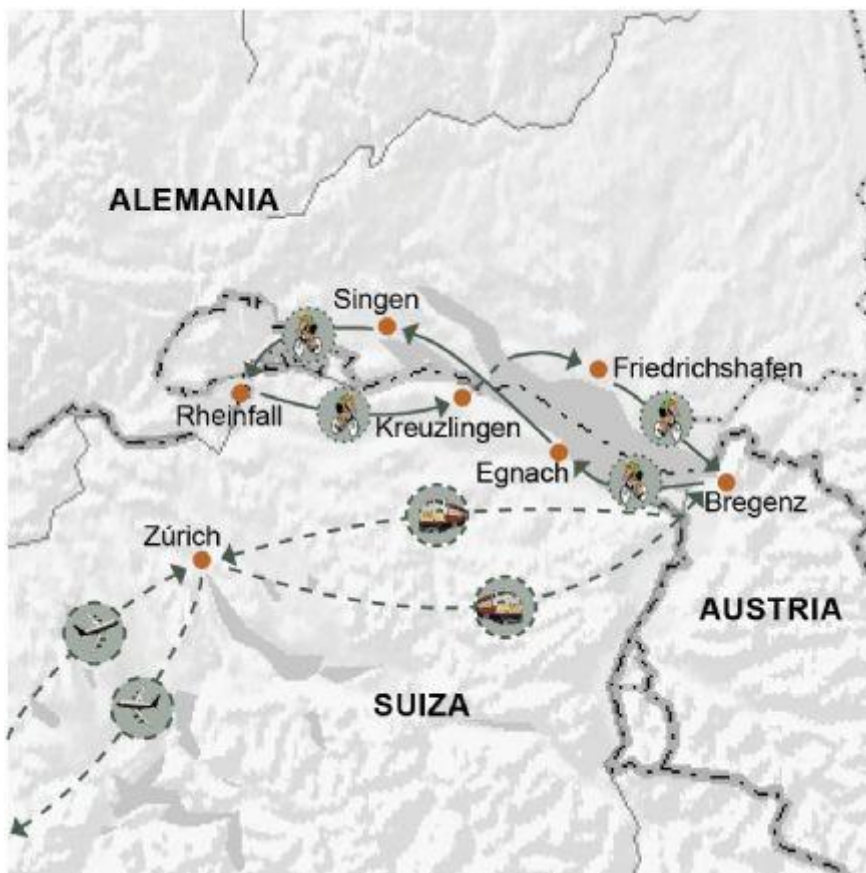 ALEMANIA
Singen
Friedrichshafen
Rheinfall
Kreuzlingen
Egnach
Bregenz
Zúrich
AUSTRIA
SUIZA